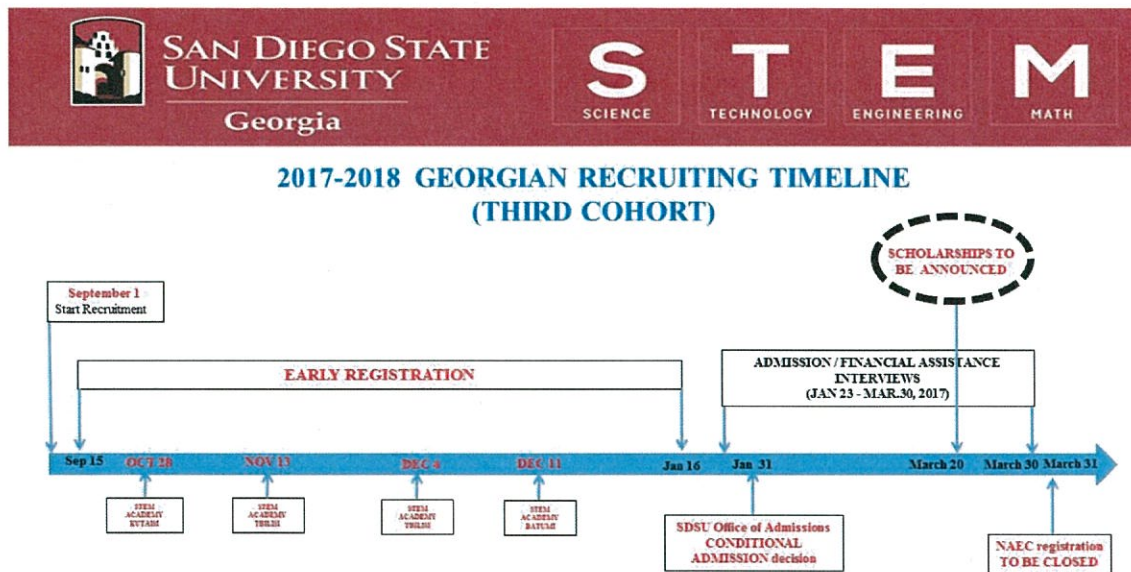 SAN DIEGO STATE
UNIVERSITY
Georgia
S T E M
SCIENCE TECHNOLOGY ENGINEERING MATH
2017-2018 GEORGIAN RECRUITING TIMELINE
(THIRD COHORT)
SCHOLARSHIPS TO
BE ANNOUNCED
September 1
Start Recruitment
EARLY REGISTRATION
ADMISSION / FINANCIAL ASSISTANCE
INTERVIEWS
(JAN 23 - MAR.30, 2017)
Sep 15 OCT 28 NOV 13 DEC 4 DEC 11 Jan 16 Jan 31 March 20 March 30 March 31
STEM
ACADEMY
KUTAISI
STEM
ACADEMY
TBILISI
STEM
ACADEMY
TBILISI
STEM
ACADEMY
BATUMI
SDSU Office of Admissions
CONDITIONAL
ADMISSION decision
NAEC registration
TO BE CLOSED